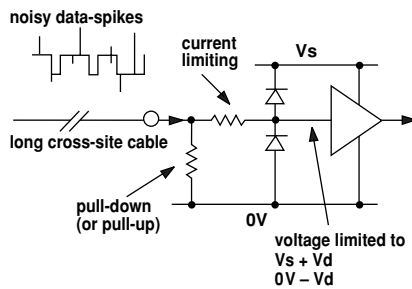 noisy data-spikes
current
limiting
Vs
long cross-site cable
pull-down
(or pull-up)
0V
voltage limited to
Vs + Vd
0V – Vd